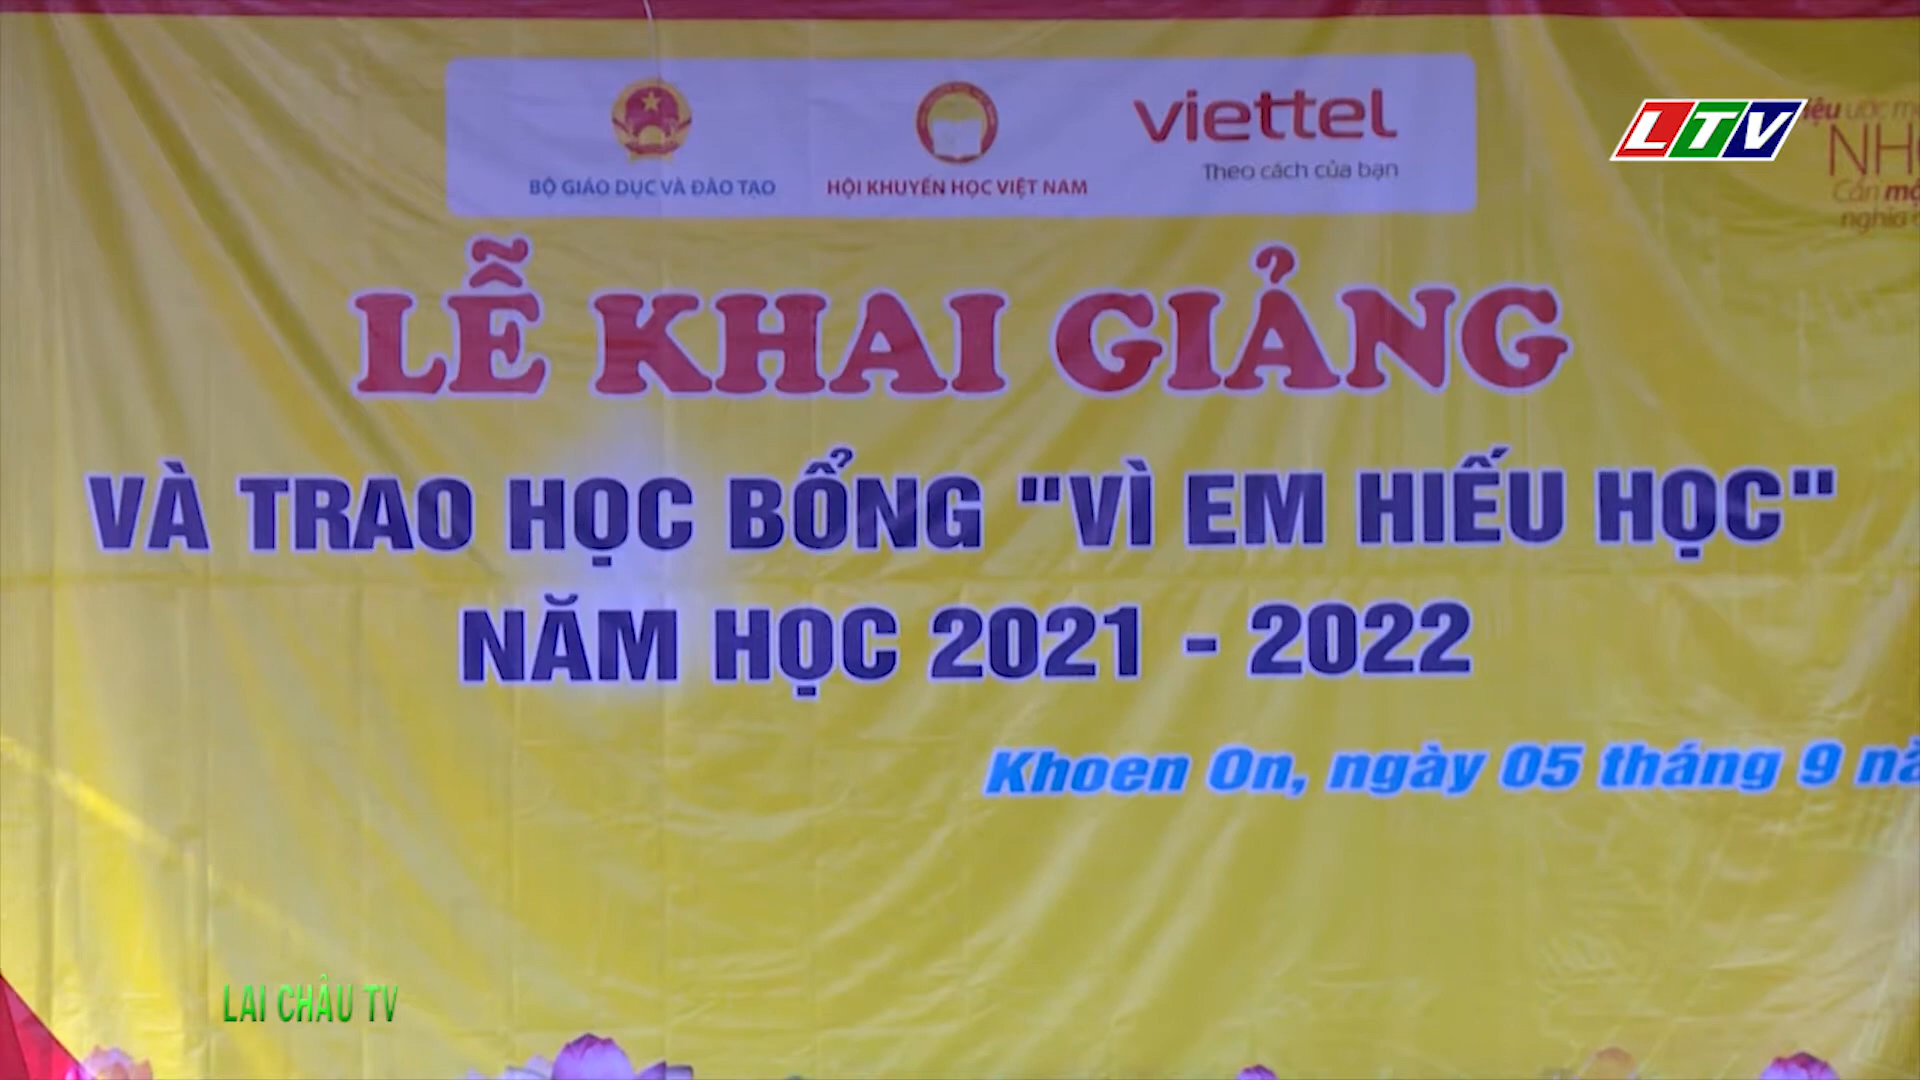 BỘ GIÁO DỤC VÀ ĐÀO TẠO
HỘI KHUYẾN HỌC VIỆT NAM
viettel
Theo cách của bạn
LTV
LỄ KHAI GIẢNG
VÀ TRAO HỌC BỔNG "VÌ EM HIẾU HỌC"
NĂM HỌC 2021 - 2022
Khoen On, ngày 05 tháng 9
LAI CHÂU TV